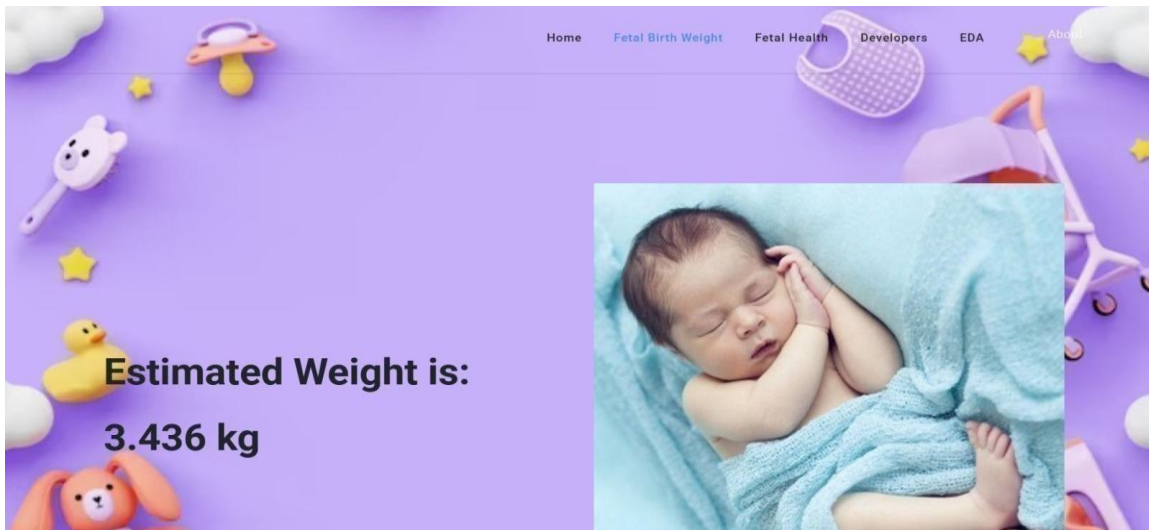 Home Fetal Birth Weight Fetal Health Developers EDA About
Estimated Weight is:
3.436 kg